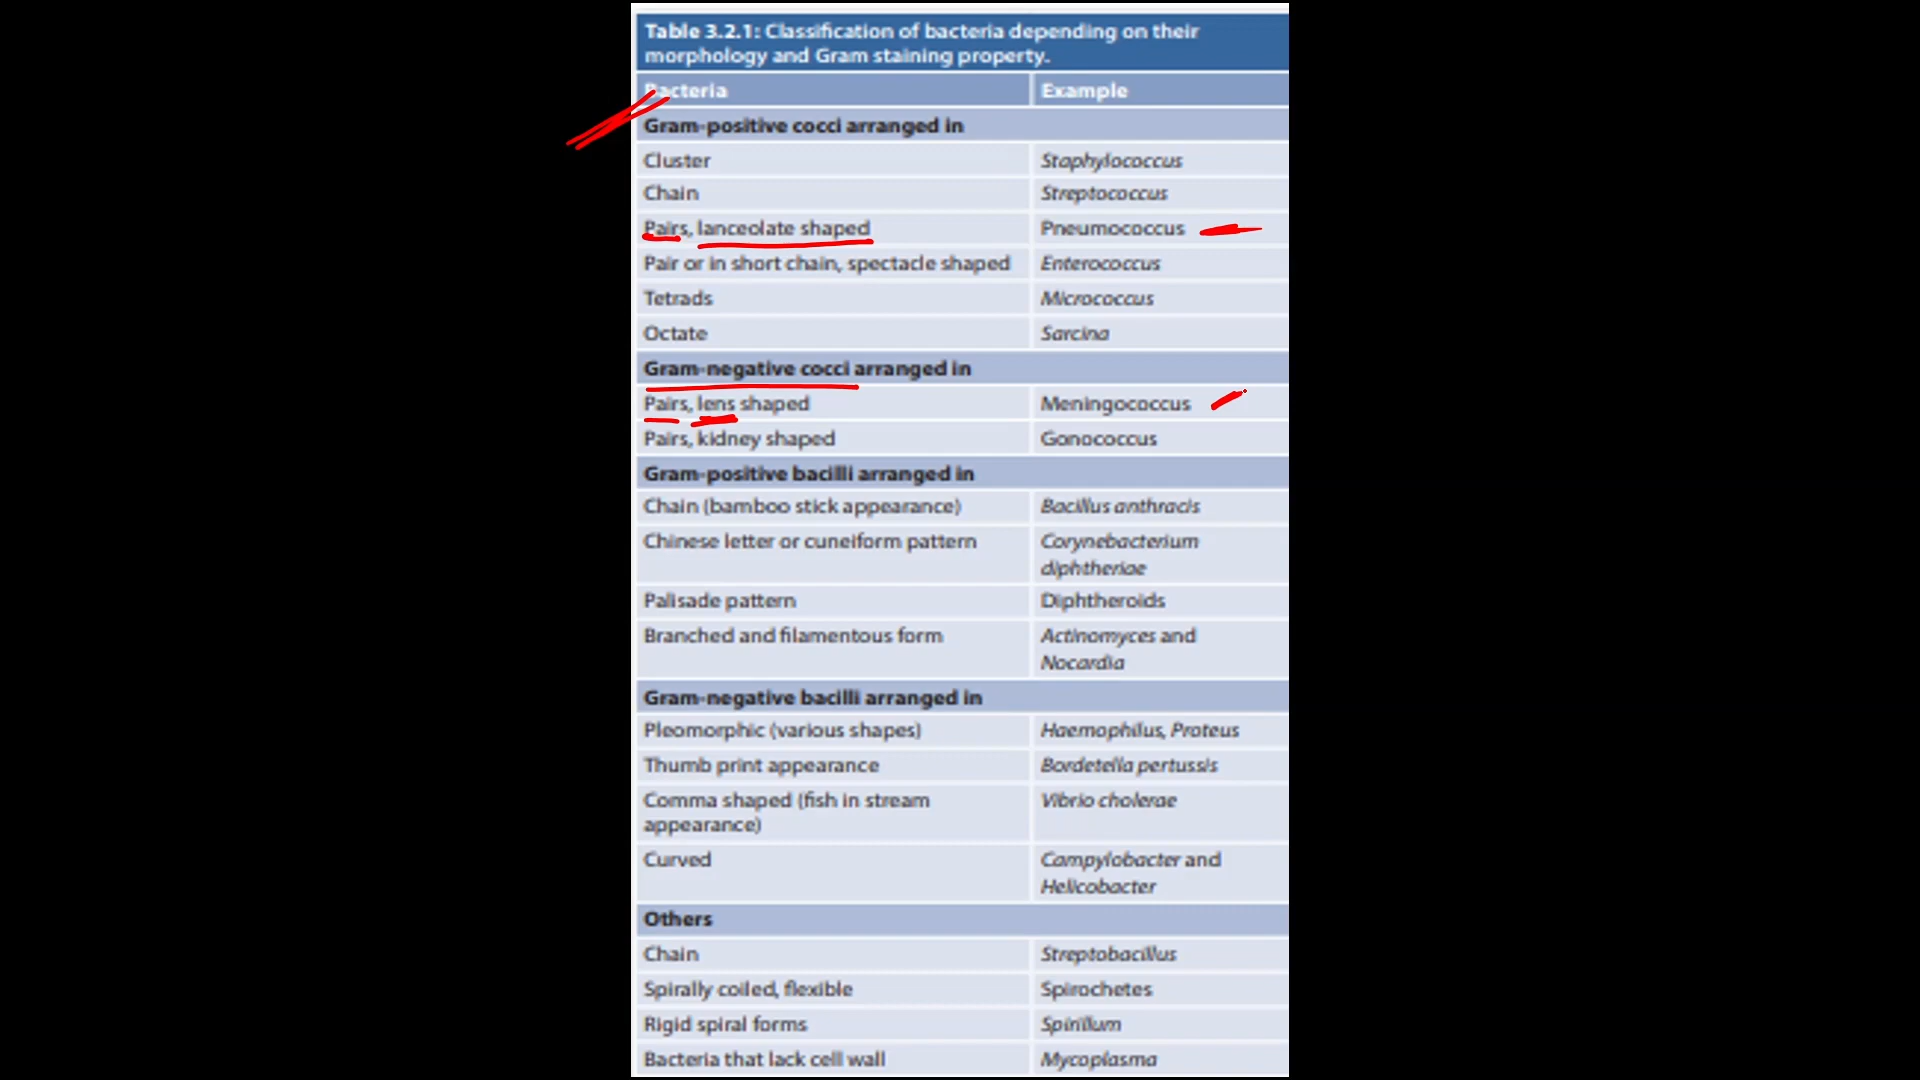 Table 3.2.1: Classification of bacteria depending on their
morphology and Gram staining property.
Bacteria Example
Gram-positive cocci arranged in
Cluster Staphylococcus
Chain Streptococcus
Pairs, lanceolate shaped Pneumococcus
Pair or in short chain, spectacle shaped Enterococcus
Tetrads Micrococcus
Octate Sarcina
Gram-negative cocci arranged in
Pairs, lens shaped Meningococcus
Pairs, kidney shaped Gonococcus
Gram-positive bacilli arranged in
Chain (bamboo stick appearance) Bacillus anthracis
Chinese letter or cuneiform pattern Corynebacterium
diphtheriae
Palisade pattern Diphtheroids
Branched and filamentous form Actinomyces and
Nocardia
Gram-negative bacilli arranged in
Pleomorphic (various shapes) Haemophilus, Proteus
Thumb print appearance Bordetella pertussis
Comma shaped (fish in stream Vibrio cholerae
appearance)
Curved Campylobacter and
Helicobacter
Others
Chain Streptobacillus
Spirally coiled, flexible Spirochetes
Rigid spiral forms Spirillum
Bacteria that lack cell wall Mycoplasma